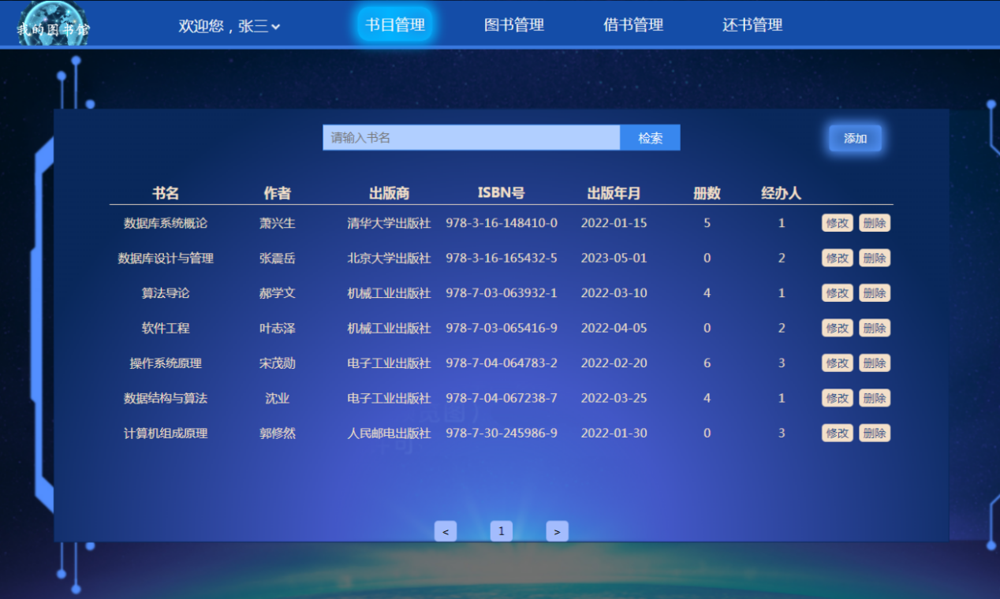 我的图书馆 欢迎您，张三 书目管理 图书管理 借书管理 还书管理
请输入书名 检索 添加
书名 作者 出版商 ISBN号 出版年月 册数 经办人
数据库系统概论 萧兴生 清华大学出版社 978-3-16-148410-0 2022-01-15 5 1 修改 删除
数据库设计与管理 张震岳 北京大学出版社 978-3-16-165432-5 2023-05-01 0 2 修改 删除
算法导论 郝学文 机械工业出版社 978-7-03-063932-1 2022-03-10 4 1 修改 删除
软件工程 叶志泽 机械工业出版社 978-7-03-065416-9 2022-04-05 0 2 修改 删除
操作系统原理 宋茂勋 电子工业出版社 978-7-04-064783-2 2022-02-20 6 3 修改 删除
数据结构与算法 沈业 电子工业出版社 978-7-04-067238-7 2022-03-25 4 1 修改 删除
计算机组成原理 郭修然 人民邮电出版社 978-7-30-245986-9 2022-01-30 0 3 修改 删除
< 1 >